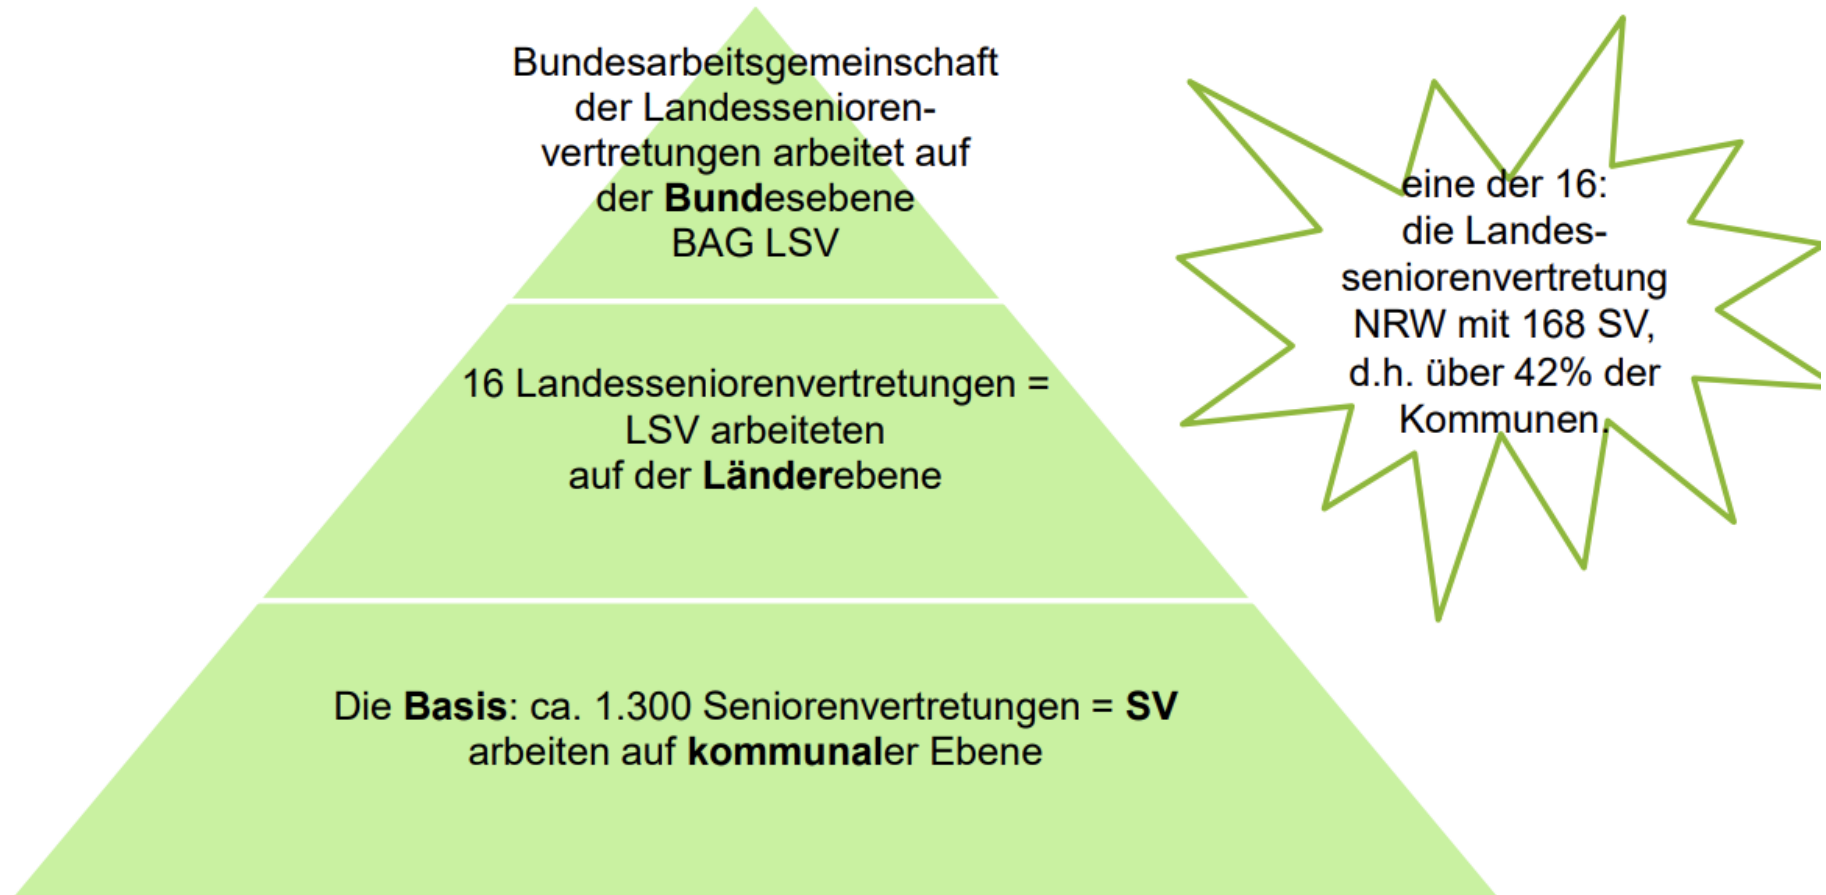 Bundesarbeitsgemeinschaft
der Landessenioren-
vertretungen arbeitet auf
der Bundesebene
BAG LSV
16 Landesseniorenvertretungen =
LSV arbeiteten
auf der Länderebene
Die Basis: ca. 1.300 Seniorenvertretungen = SV
arbeiten auf kommunaler Ebene
eine der 16:
die Landes-
seniorenvertretung
NRW mit 168 SV,
d.h. über 42% der
Kommunen.